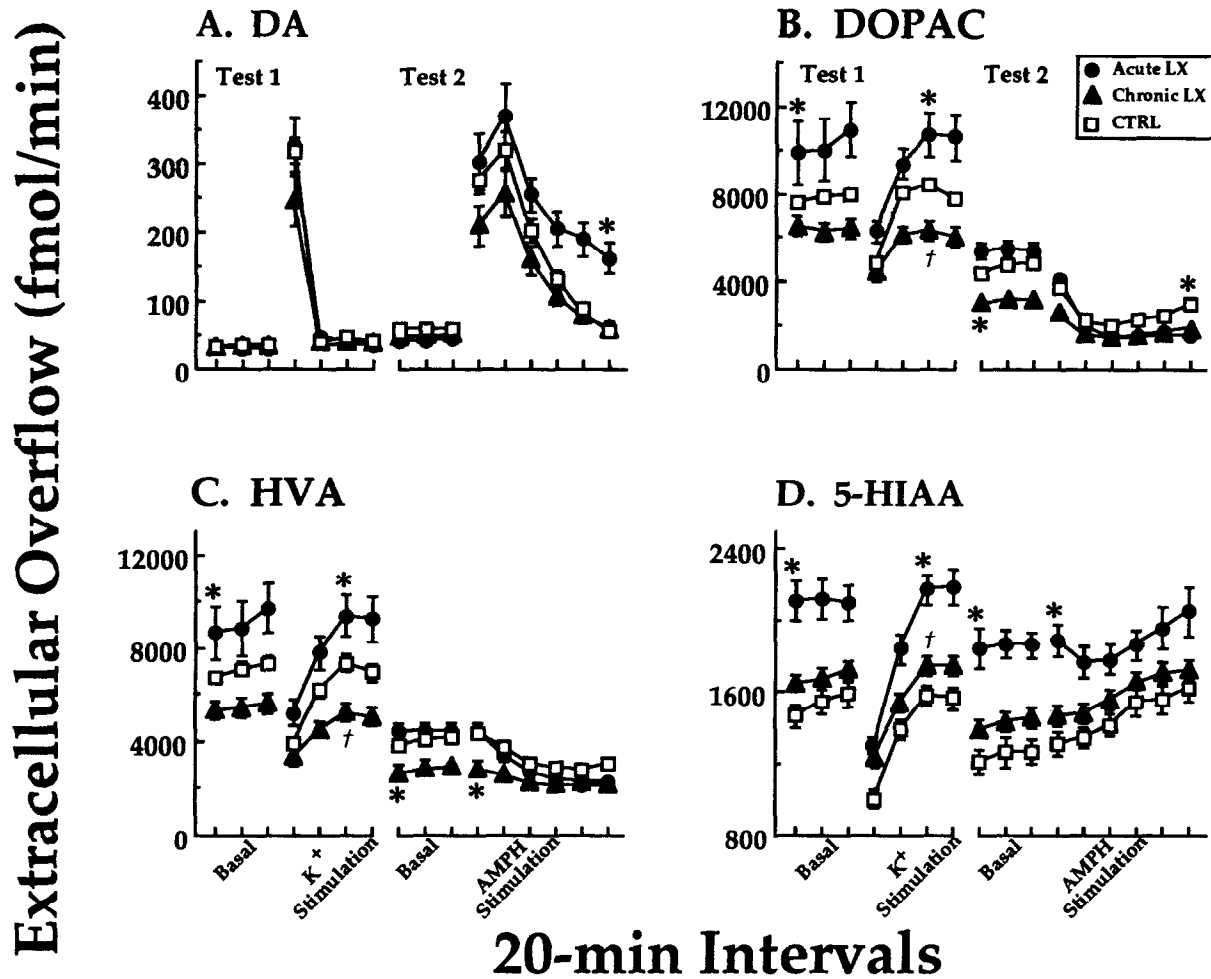 Extracellular Overflow (fmol/min)
A. DA
Test 1
Test 2
400
300
200
100
0
*
B. DOPAC
Test 1
Test 2
Acute LX
Chronic LX
CTRL
12000
8000
4000
0
*
*
†
*
*
C. HVA
12000
8000
4000
0
*
*
†
*
*
Basal
K+
Stimulation
Basal
AMPH
Stimulation
D. 5-HIAA
2400
1600
800
*
*
†
*
*
Basal
K+
Stimulation
Basal
AMPH
Stimulation
20-min Intervals